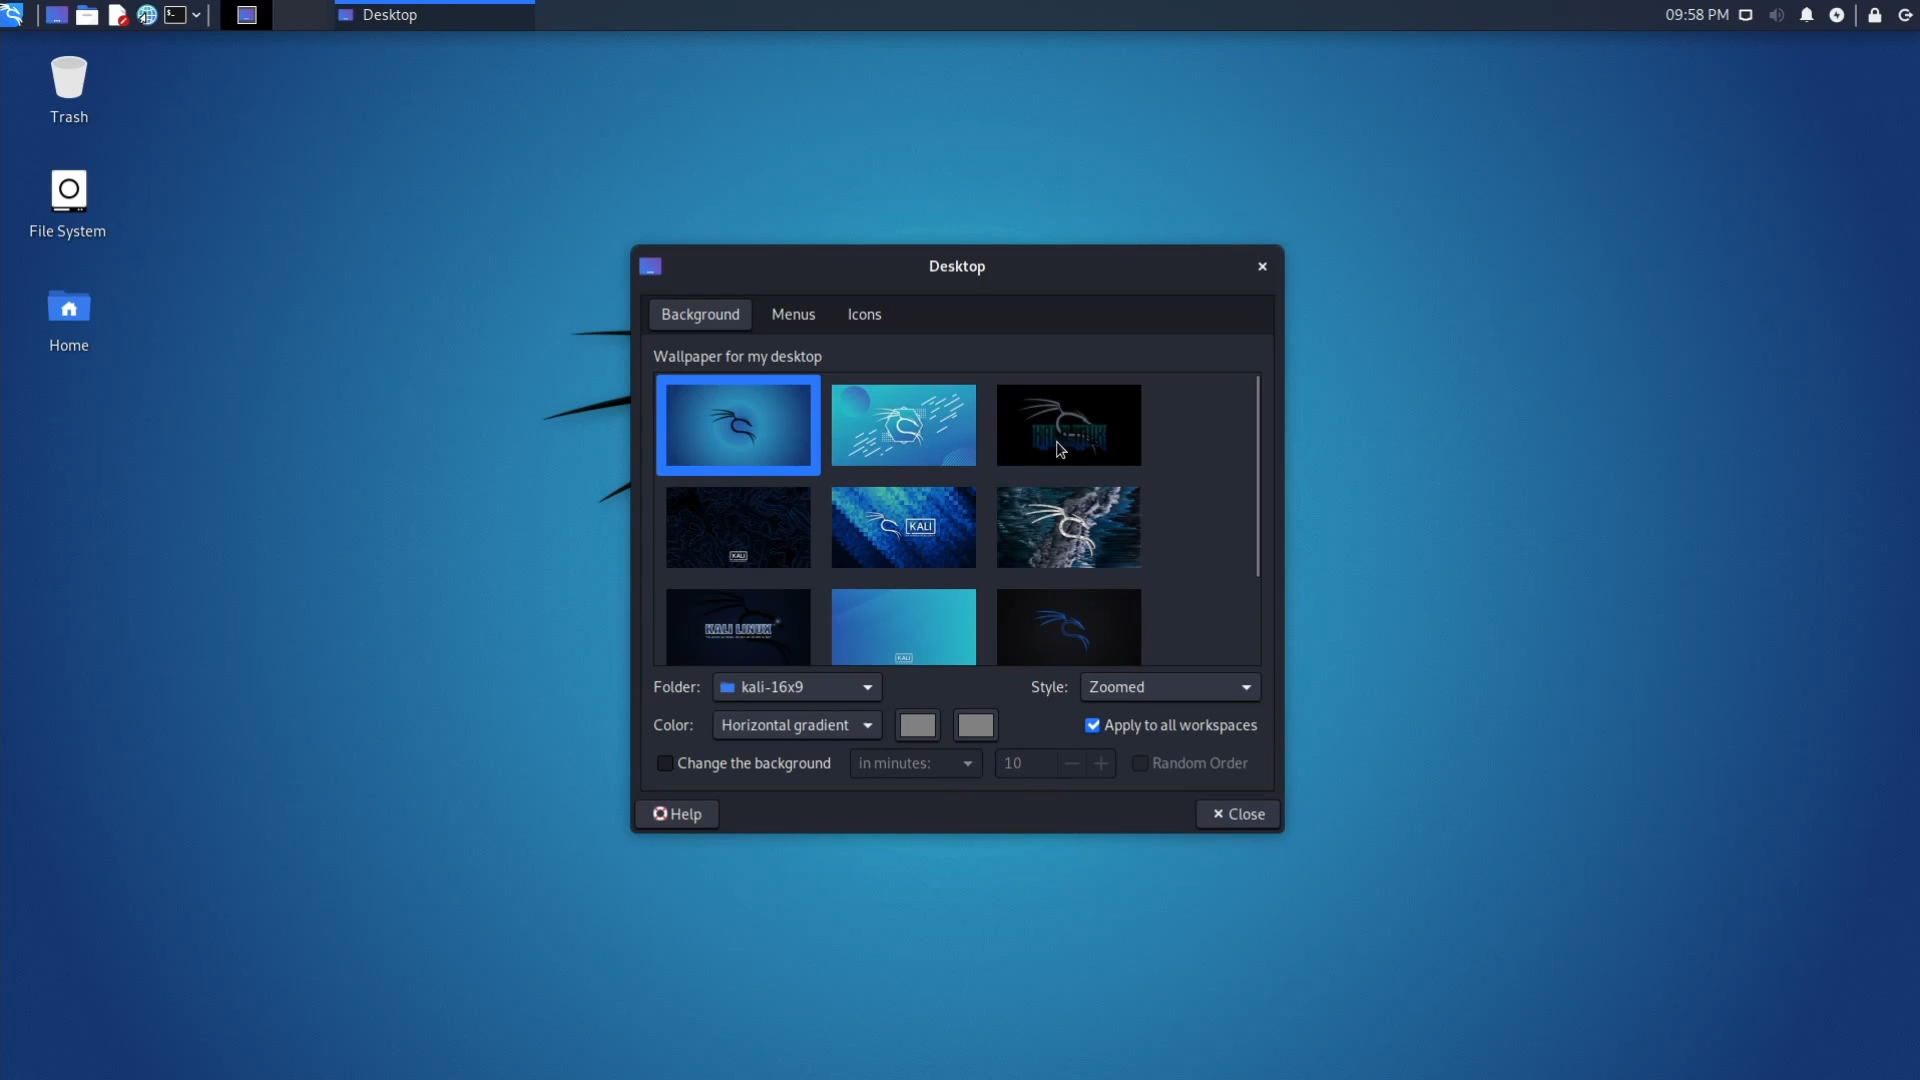 Desktop
09:58 PM
Trash
File System
Home
Desktop
Background Menus Icons
Wallpaper for my desktop
KALI
KALI
KALI LINUX
KALI
Folder: kali-16x9 Style: Zoomed
Color: Horizontal gradient Apply to all workspaces
Change the background in minutes: 10 Random Order
Help Close